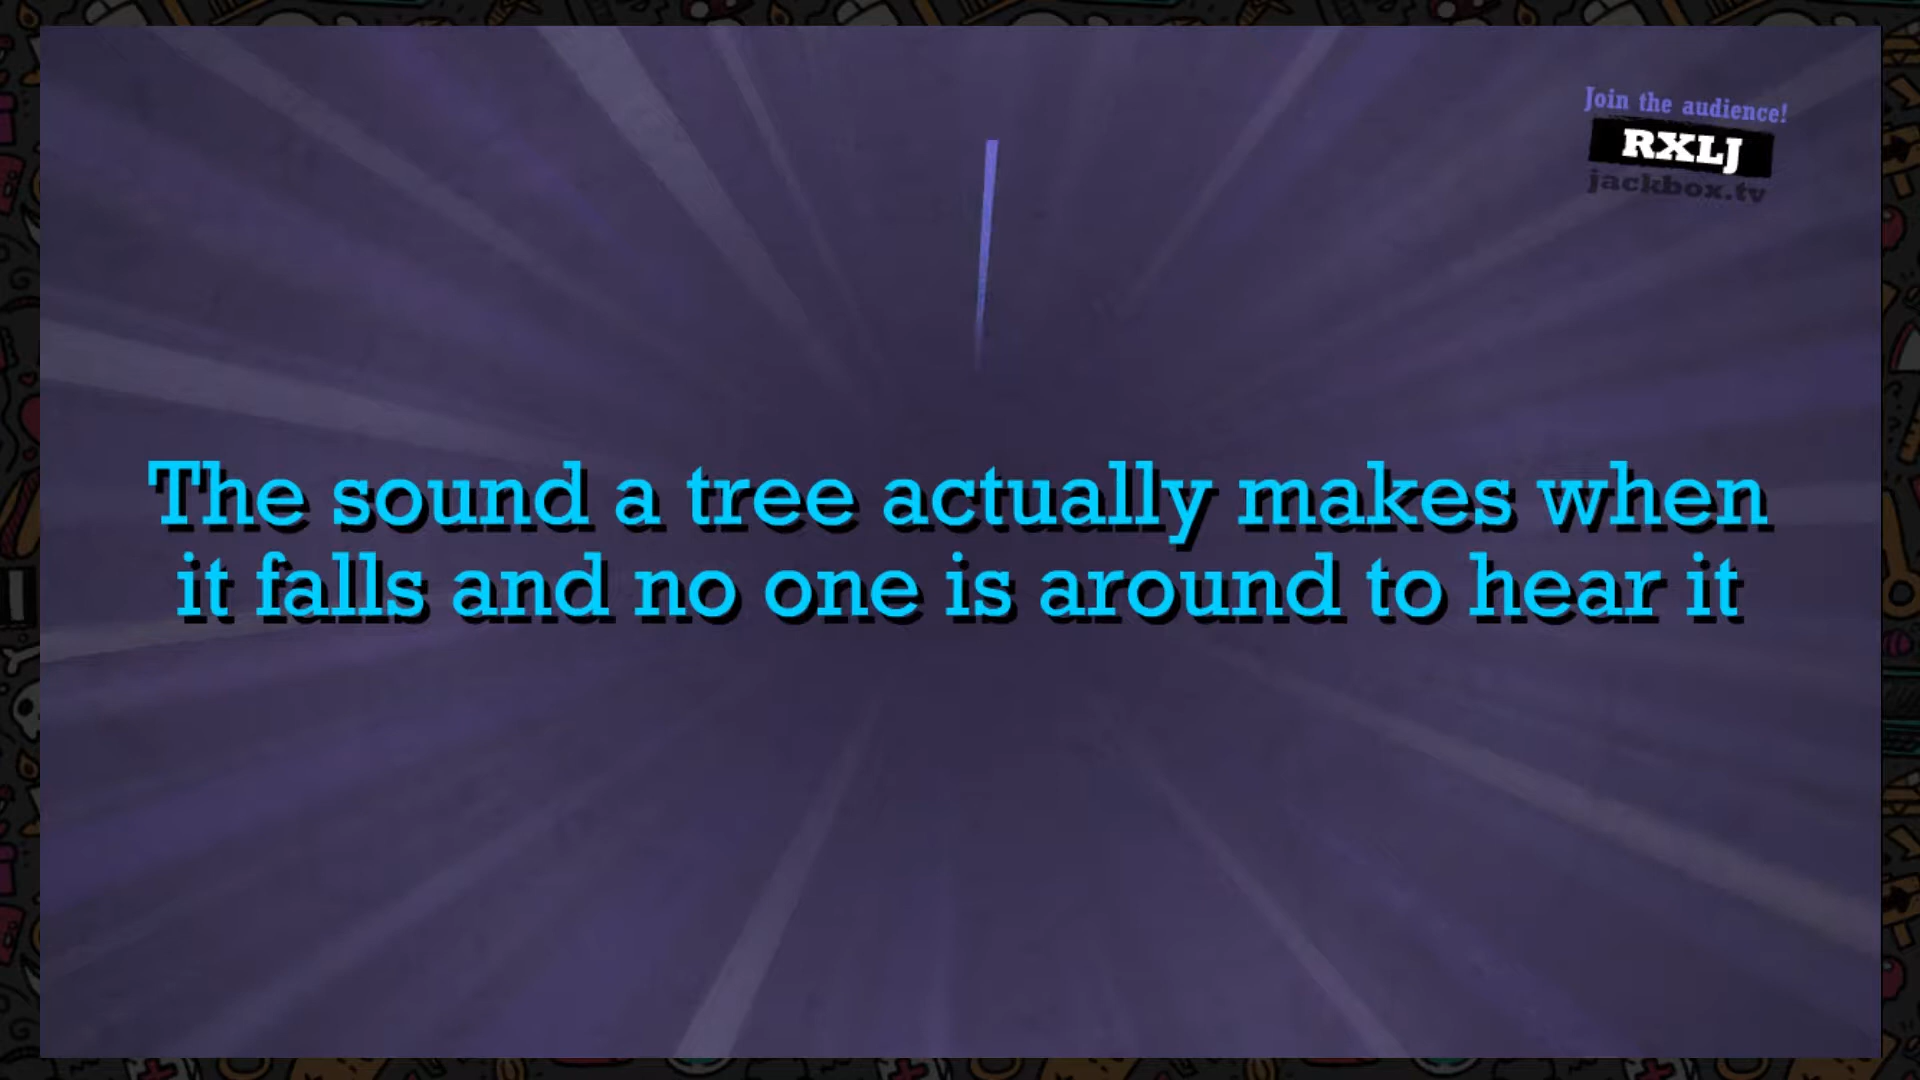 Join the audience!
RXLJ
jackbox.tv
The sound a tree actually makes when
it falls and no one is around to hear it